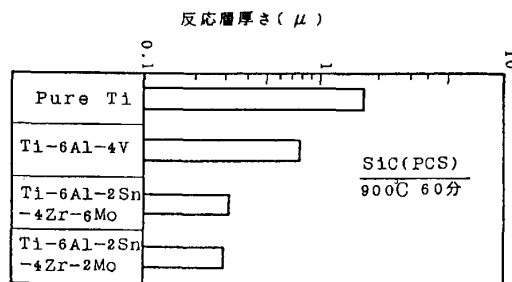 反応層厚さ(μ)
0.1
1
10
Pure Ti
Ti-6Al-4V
Ti-6Al-2Sn
-4Zr-6Mo
Ti-6Al-2Sn
-4Zr-2Mo
SiC(PCS)
900℃ 60分